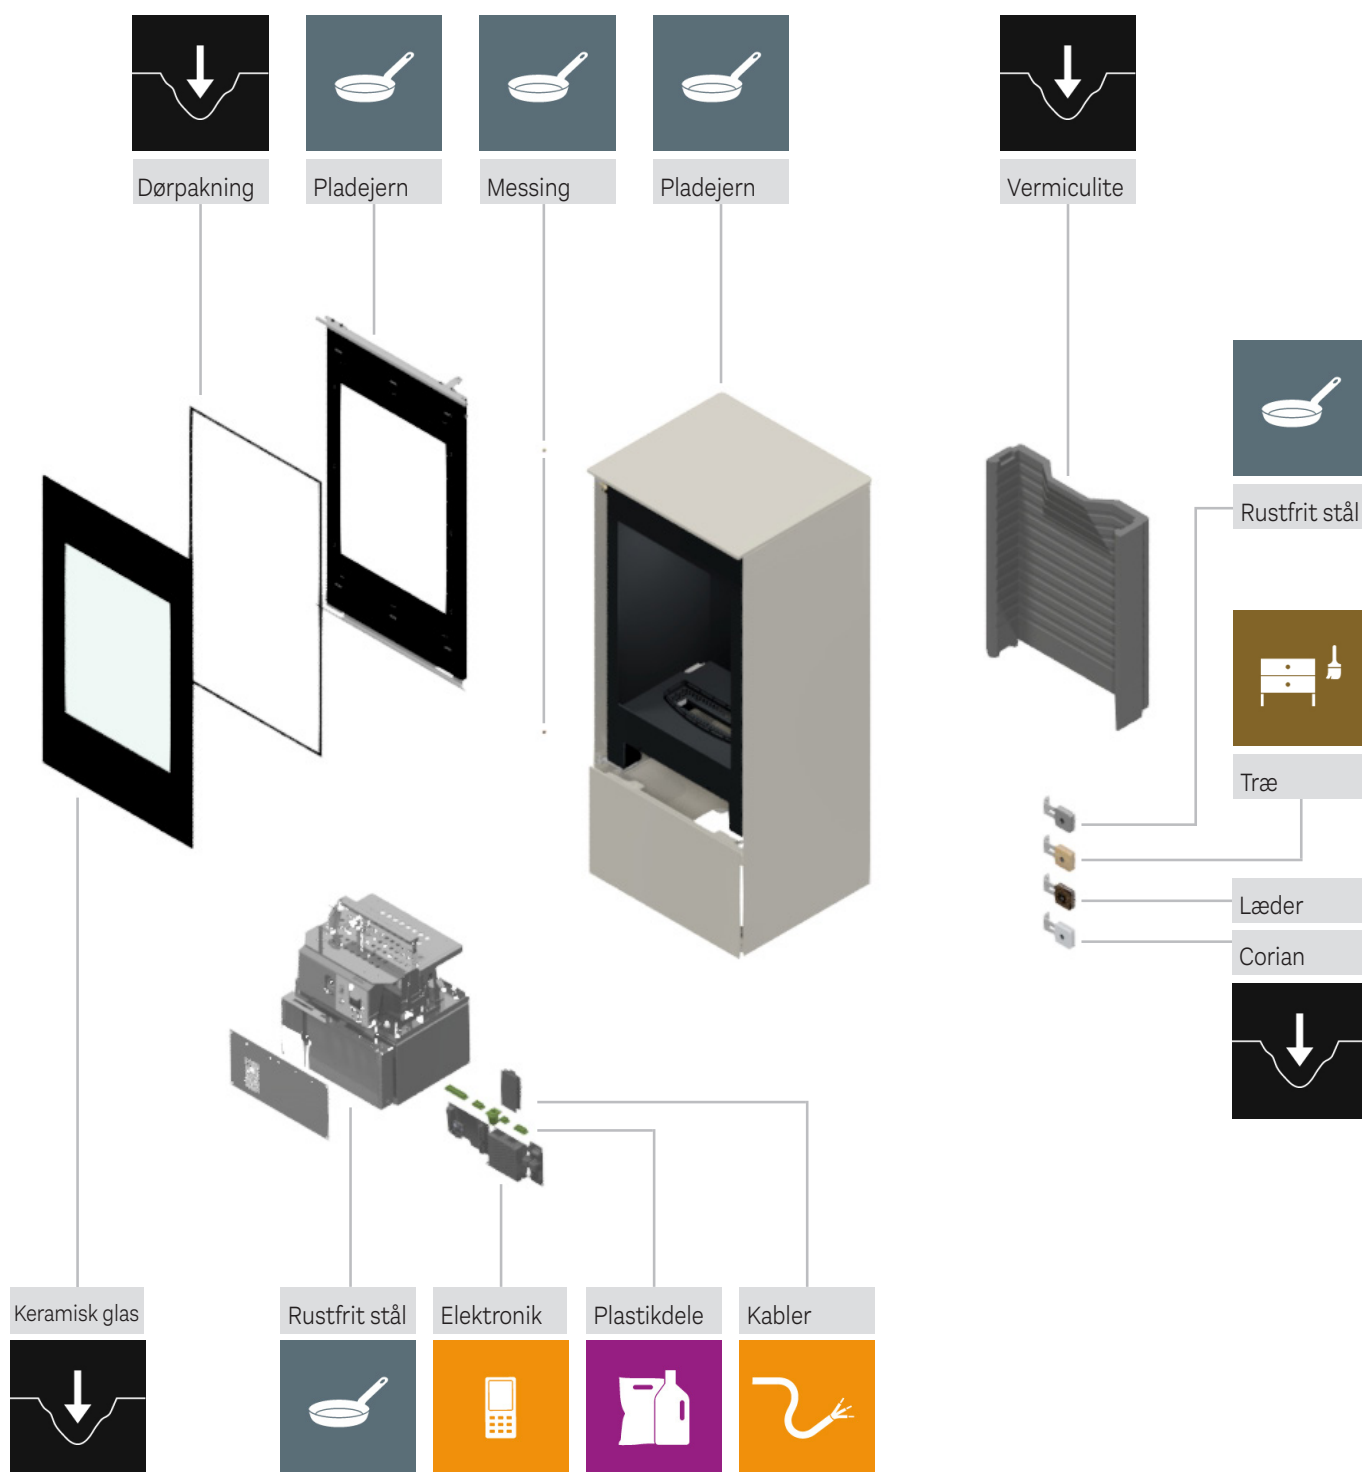 Dørpakning
Pladejern
Messing
Pladejern
Vermiculite
Rustfrit stål
Træ
Læder
Corian
Keramisk glas
Rustfrit stål
Elektronik
Plastikdele
Kabler